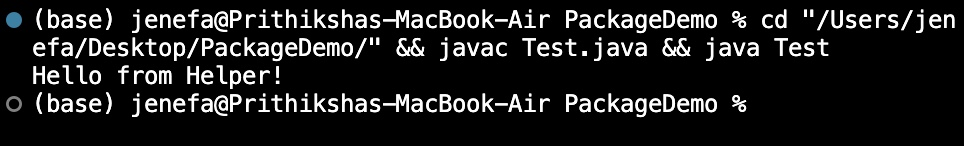 (base) jenefa@Prithikshas-MacBook-Air PackageDemo % cd "/Users/jen
efa/Desktop/PackageDemo/" && javac Test.java && java Test
Hello from Helper!
(base) jenefa@Prithikshas-MacBook-Air PackageDemo %